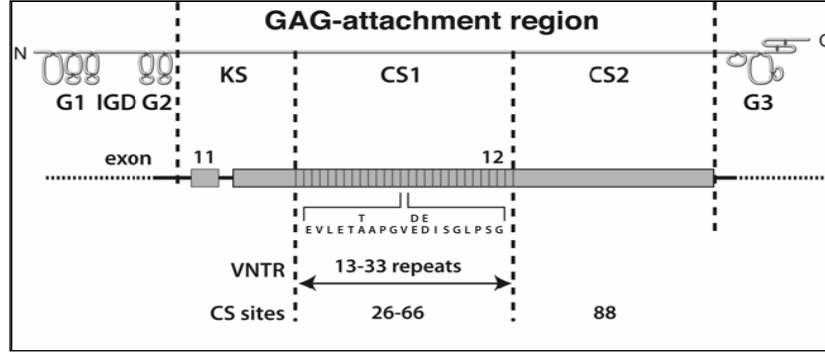 GAG-attachment region
N
KS CS1 CS2
G1 IGD G2 G3
exon 11 12
T DE
EVLETAAPGVEDISGLPSG
VNTR 13-33 repeats
CS sites 26-66 88